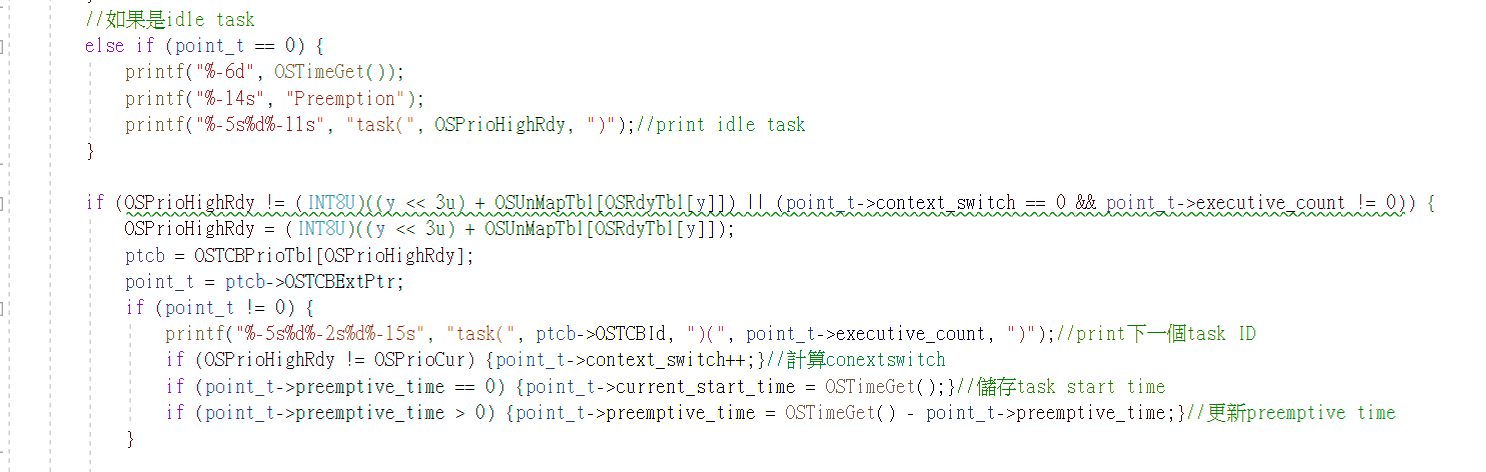 //如果是idle task
else if (point_t == 0) {
printf("%-6d", OSTimeGet());
printf("%-14s", "Preemption");
printf("%-5s%d%-11s", "task(", OSPrioHighRdy, ")");//print idle task
}
if (OSPrioHighRdy != (INT8U)((y << 3u) + OSUnMapTbl[OSRdyTbl[y]]) || (point_t->context_switch == 0 && point_t->executive_count != 0)) {
OSPrioHighRdy = (INT8U)((y << 3u) + OSUnMapTbl[OSRdyTbl[y]]);
ptcb = OSTCBPrioTbl[OSPrioHighRdy];
point_t = ptcb->OSTCBExtPtr;
if (point_t != 0) {
printf("%-5s%d%-2s%d%-15s", "task(", ptcb->OSTCBId, ")(", point_t->executive_count, ")");//print下一個task ID
if (OSPrioHighRdy != OSPrioCur) {point_t->context_switch++;}//計算conextswitch
if (point_t->preemptive_time == 0) {point_t->current_start_time = OSTimeGet();}//儲存task start time
if (point_t->preemptive_time > 0) {point_t->preemptive_time = OSTimeGet() - point_t->preemptive_time;}//更新preemptive time
}